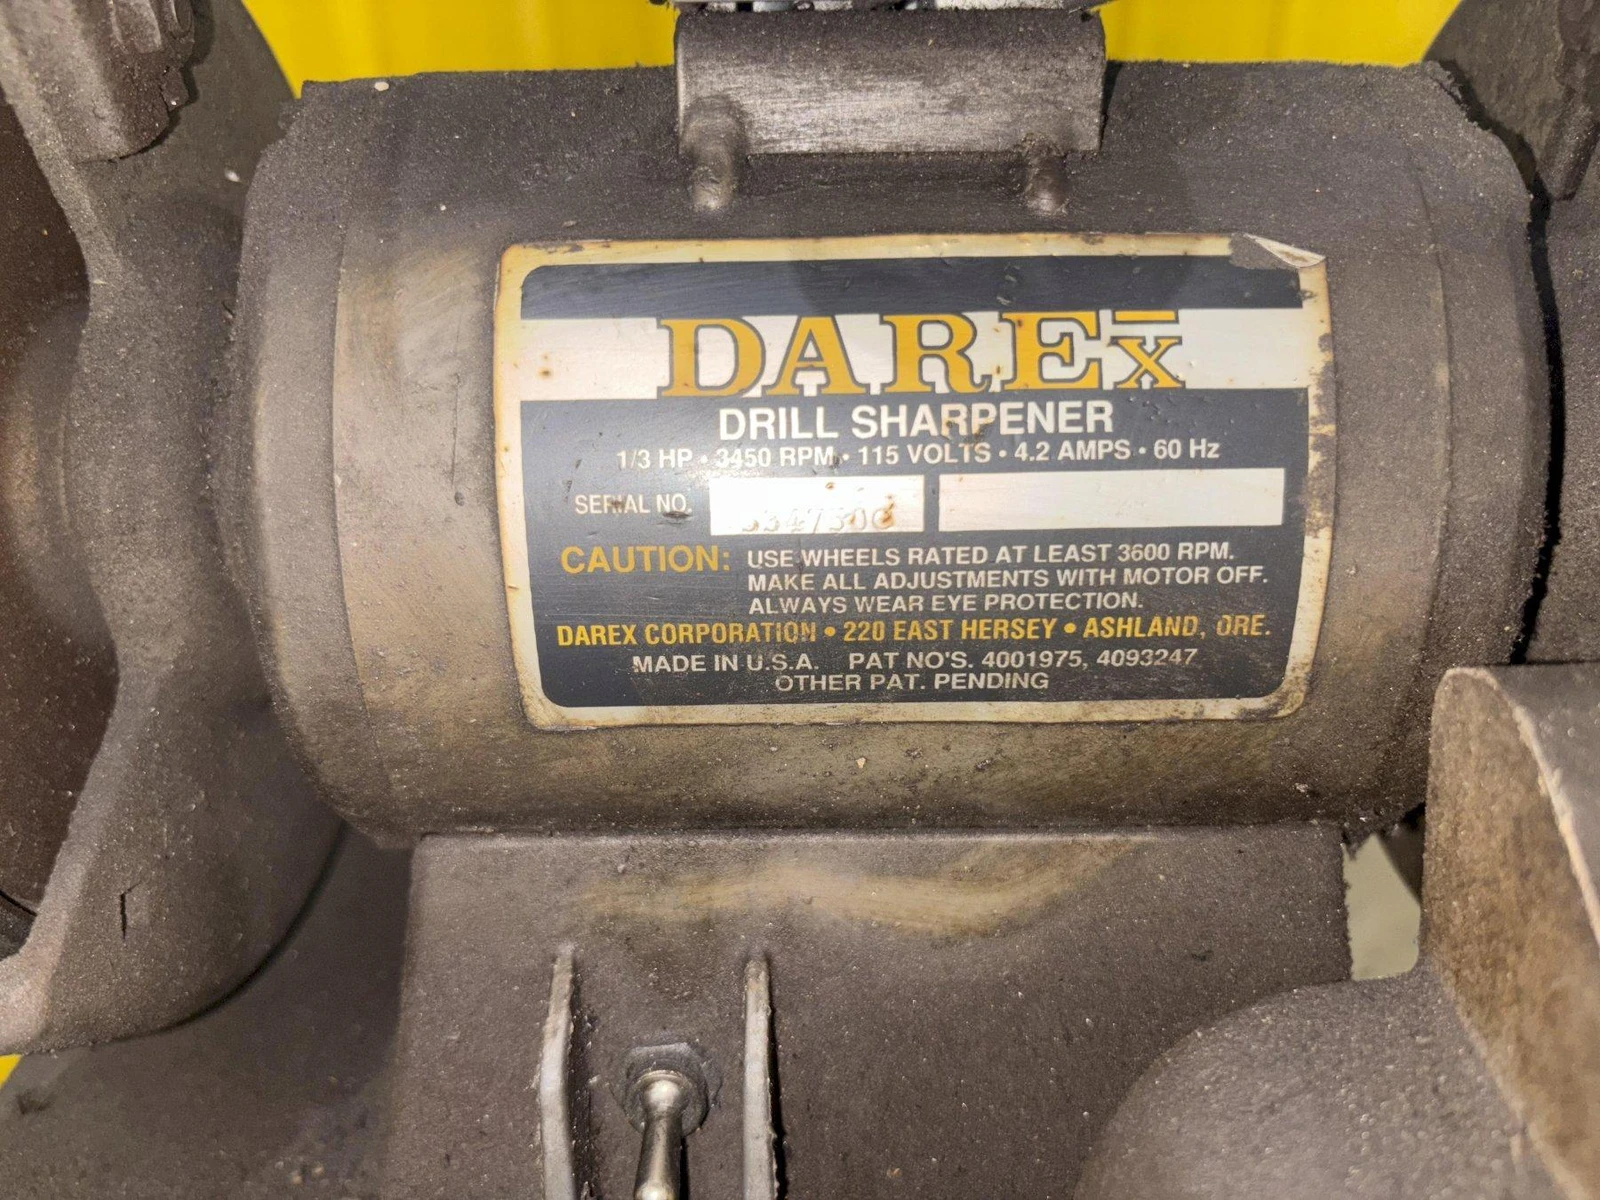 DAREX
DRILL SHARPENER
1/3 HP • 3450 RPM • 115 VOLTS • 4.2 AMPS • 60 Hz
SERIAL NO.
CAUTION: USE WHEELS RATED AT LEAST 3600 RPM.
MAKE ALL ADJUSTMENTS WITH MOTOR OFF.
ALWAYS WEAR EYE PROTECTION.
DAREX CORPORATION • 220 EAST HERSEY • ASHLAND, ORE.
MADE IN U.S.A. PAT NO'S. 4001975, 4093247
OTHER PAT. PENDING